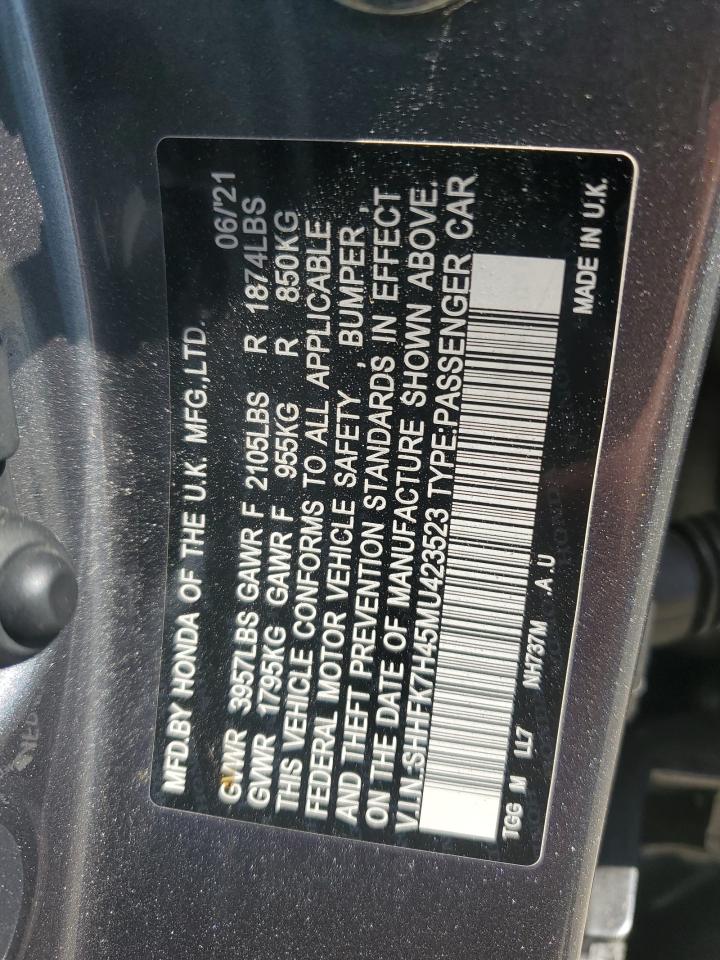 MFD.BY HONDA OF THE U.K. MFG.,LTD. 06/'21
GVWR 3957LBS GAWR F 2105LBS R 1874LBS
GVWR 1795KG GAWR F 955KG R 850KG
THIS VEHICLE CONFORMS TO ALL APPLICABLE
FEDERAL MOTOR VEHICLE SAFETY , BUMPER ,
AND THEFT PREVENTION STANDARDS IN EFFECT
ON THE DATE OF MANUFACTURE SHOWN ABOVE.
V.I.N.:SHHFK7H45MU423523 TYPE:PASSENGER CAR
TGG M LL7 NH737M .A .U MADE IN U.K.